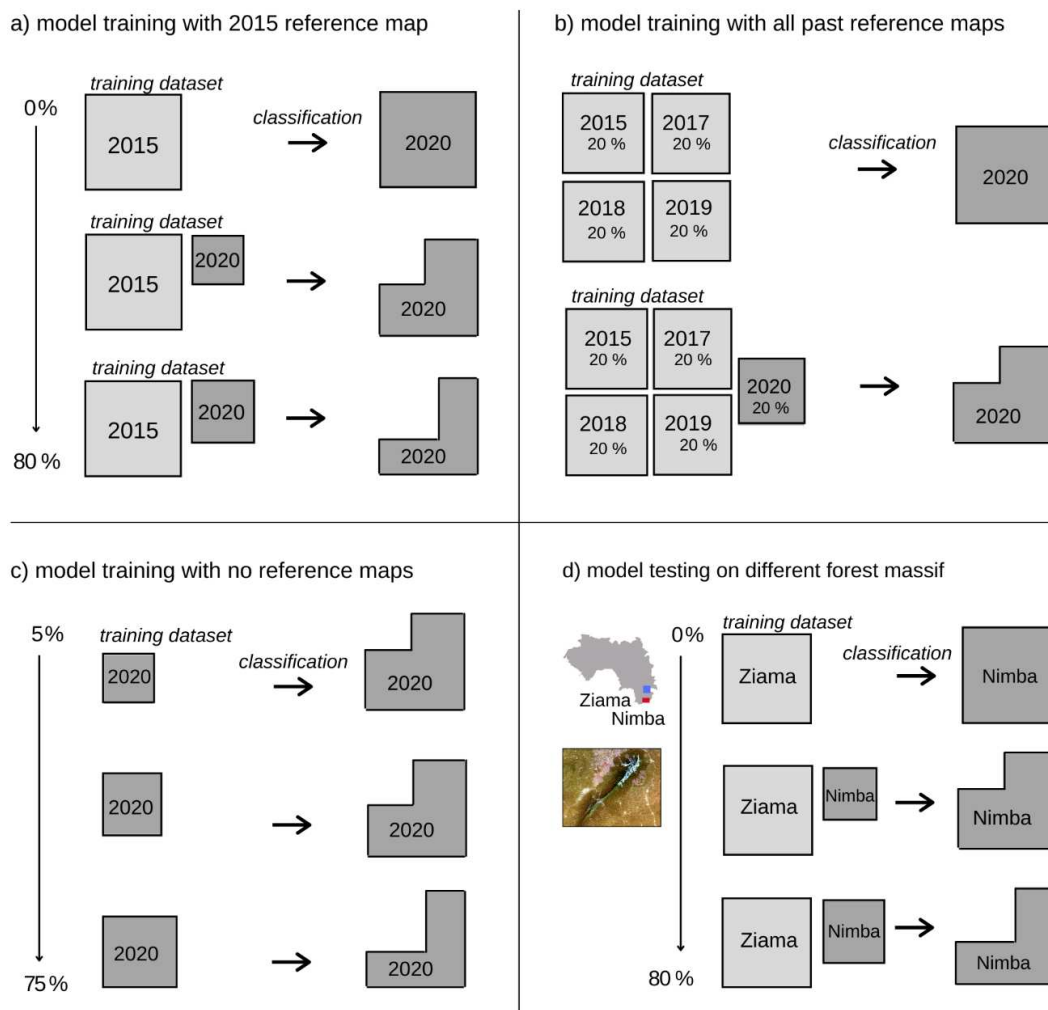 a) model training with 2015 reference map
training dataset
0 %
2015
classification
2020
training dataset
2015
2020
2020
training dataset
2015
2020
2020
80 %
b) model training with all past reference maps
training dataset
2015
20 %
2017
20 %
classification
2020
2018
20 %
2019
20 %
training dataset
2015
20 %
2017
20 %
2020
20 %
2020
2018
20 %
2019
20 %
c) model training with no reference maps
5 %
training dataset
2020
classification
2020
2020
2020
2020
2020
75 %
d) model testing on different forest massif
Ziama
Nimba
0 %
training dataset
Ziama
classification
Nimba
Ziama
Nimba
Nimba
Ziama
Nimba
Nimba
80 %